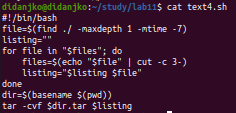 didanjko@didanjko:~/study/lab11$ cat text4.sh
#!/bin/bash
file=$(find ./ -maxdepth 1 -mtime -7)
listing=""
for file in "$files"; do
    files=$(echo "$file" | cut -c 3-)
    listing="$listing $file"
done
dir=$(basename $(pwd))
tar -cvf $dir.tar $listing